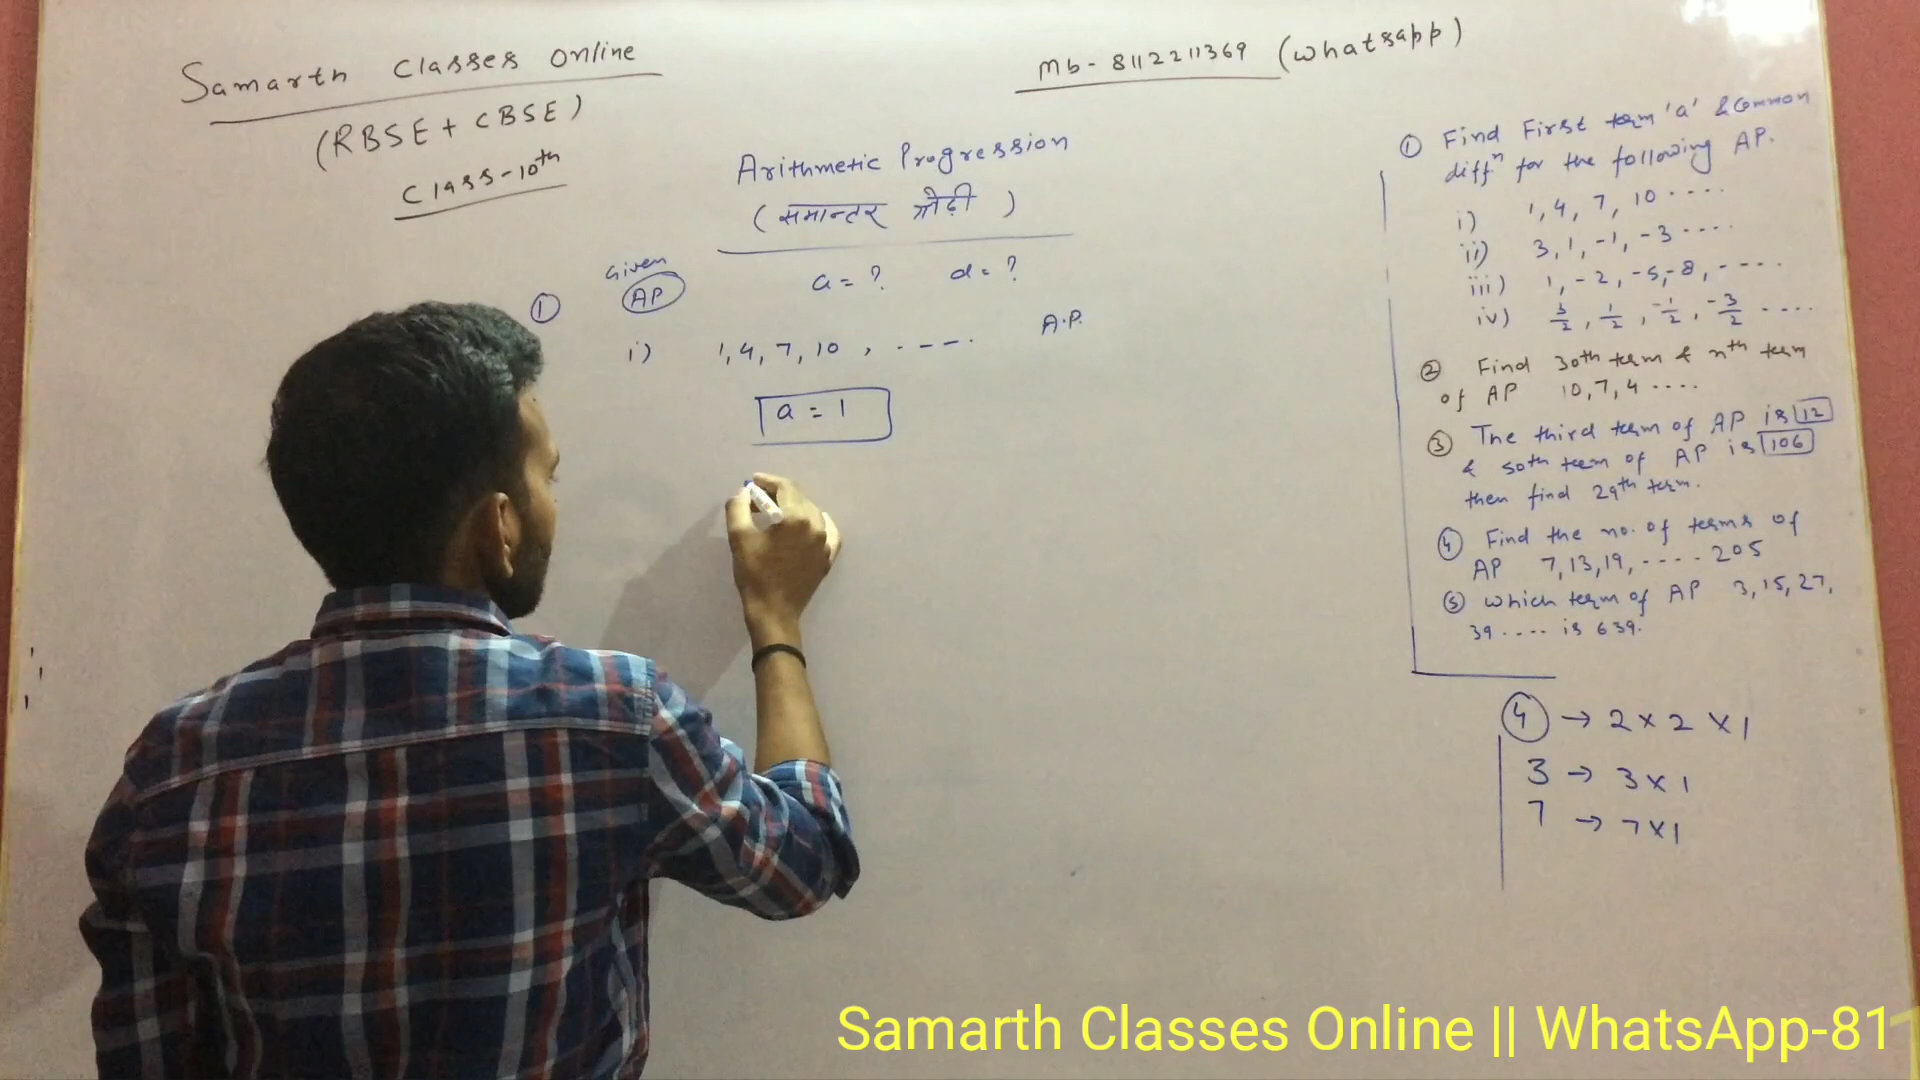 Samarth Classes Online
(RBSE + CBSE)
Class-10th
Mb- 8112211369 (Whatsapp)
Arithmetic Progression
(समान्तर श्रेढ़ी)
Given
① AP a = ? d = ?
i) 1, 4, 7, 10, ----. A.P.
a = 1
① Find First term 'a' & Common
diffⁿ for the following AP.
i) 1, 4, 7, 10 ....
ii) 3, 1, -1, -3 ....
iii) 1, -2, -5, -8, ....
iv) 3/2, 1/2, -1/2, -3/2 ....
② Find 30th term & nth term
of AP 10, 7, 4 ....
③ The third term of AP is 12
& 50th term of AP is 106
then find 29th term.
④ Find the no. of terms of
AP 7, 13, 19, ----- 205
⑤ Which term of AP 3, 15, 27,
39 .... is 639.
④ → 2 × 2 × 1
3 → 3 × 1
7 → 7 × 1
Samarth Classes Online || WhatsApp-811